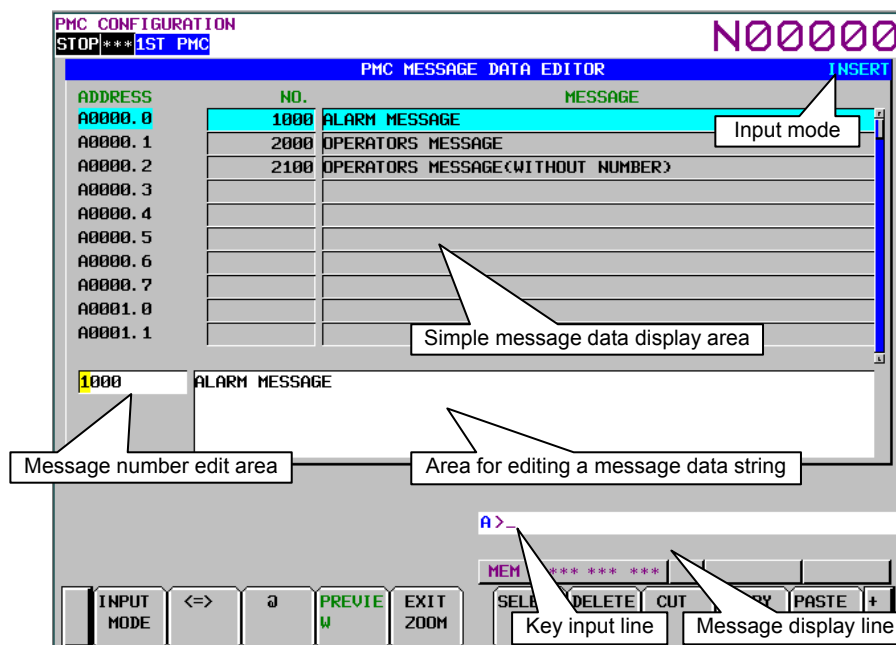 PMC CONFIGURATION
STOP *** 1ST PMC
N00000
PMC MESSAGE DATA EDITOR INSERT
ADDRESS NO. MESSAGE
A0000.0 1000 ALARM MESSAGE
Input mode
A0000.1 2000 OPERATORS MESSAGE
A0000.2 2100 OPERATORS MESSAGE(WITHOUT NUMBER)
A0000.3
A0000.4
A0000.5
A0000.6
A0000.7
A0001.0
A0001.1
Simple message data display area
1000 ALARM MESSAGE
Message number edit area
Area for editing a message data string
A>_
MEM **** *** ***
INPUT MODE
<=>
@
PREVIEW
EXIT ZOOM
DELETE
CUT
PASTE
+
Key input line
Message display line